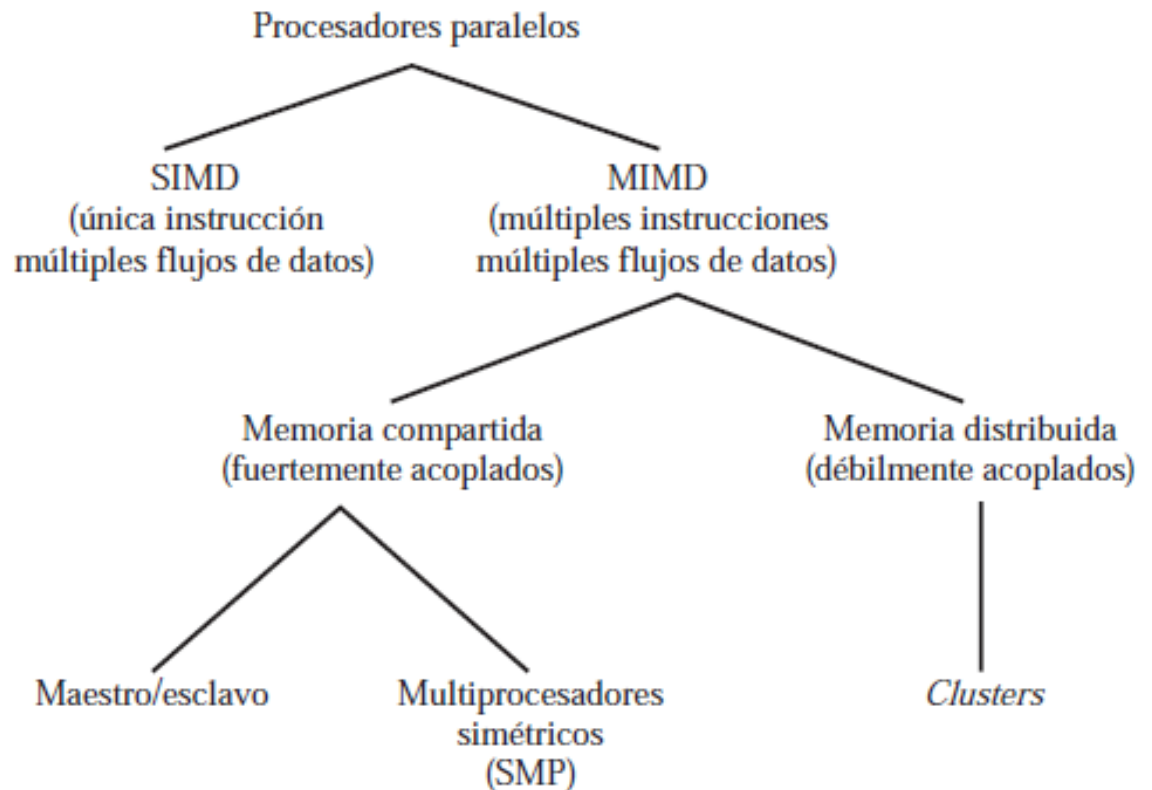 Procesadores paralelos
SIMD
(única instrucción
múltiples flujos de datos)
MIMD
(múltiples instrucciones
múltiples flujos de datos)
Memoria compartida
(fuertemente acoplados)
Memoria distribuida
(débilmente acoplados)
Maestro/esclavo
Multiprocesadores
simétricos
(SMP)
Clusters